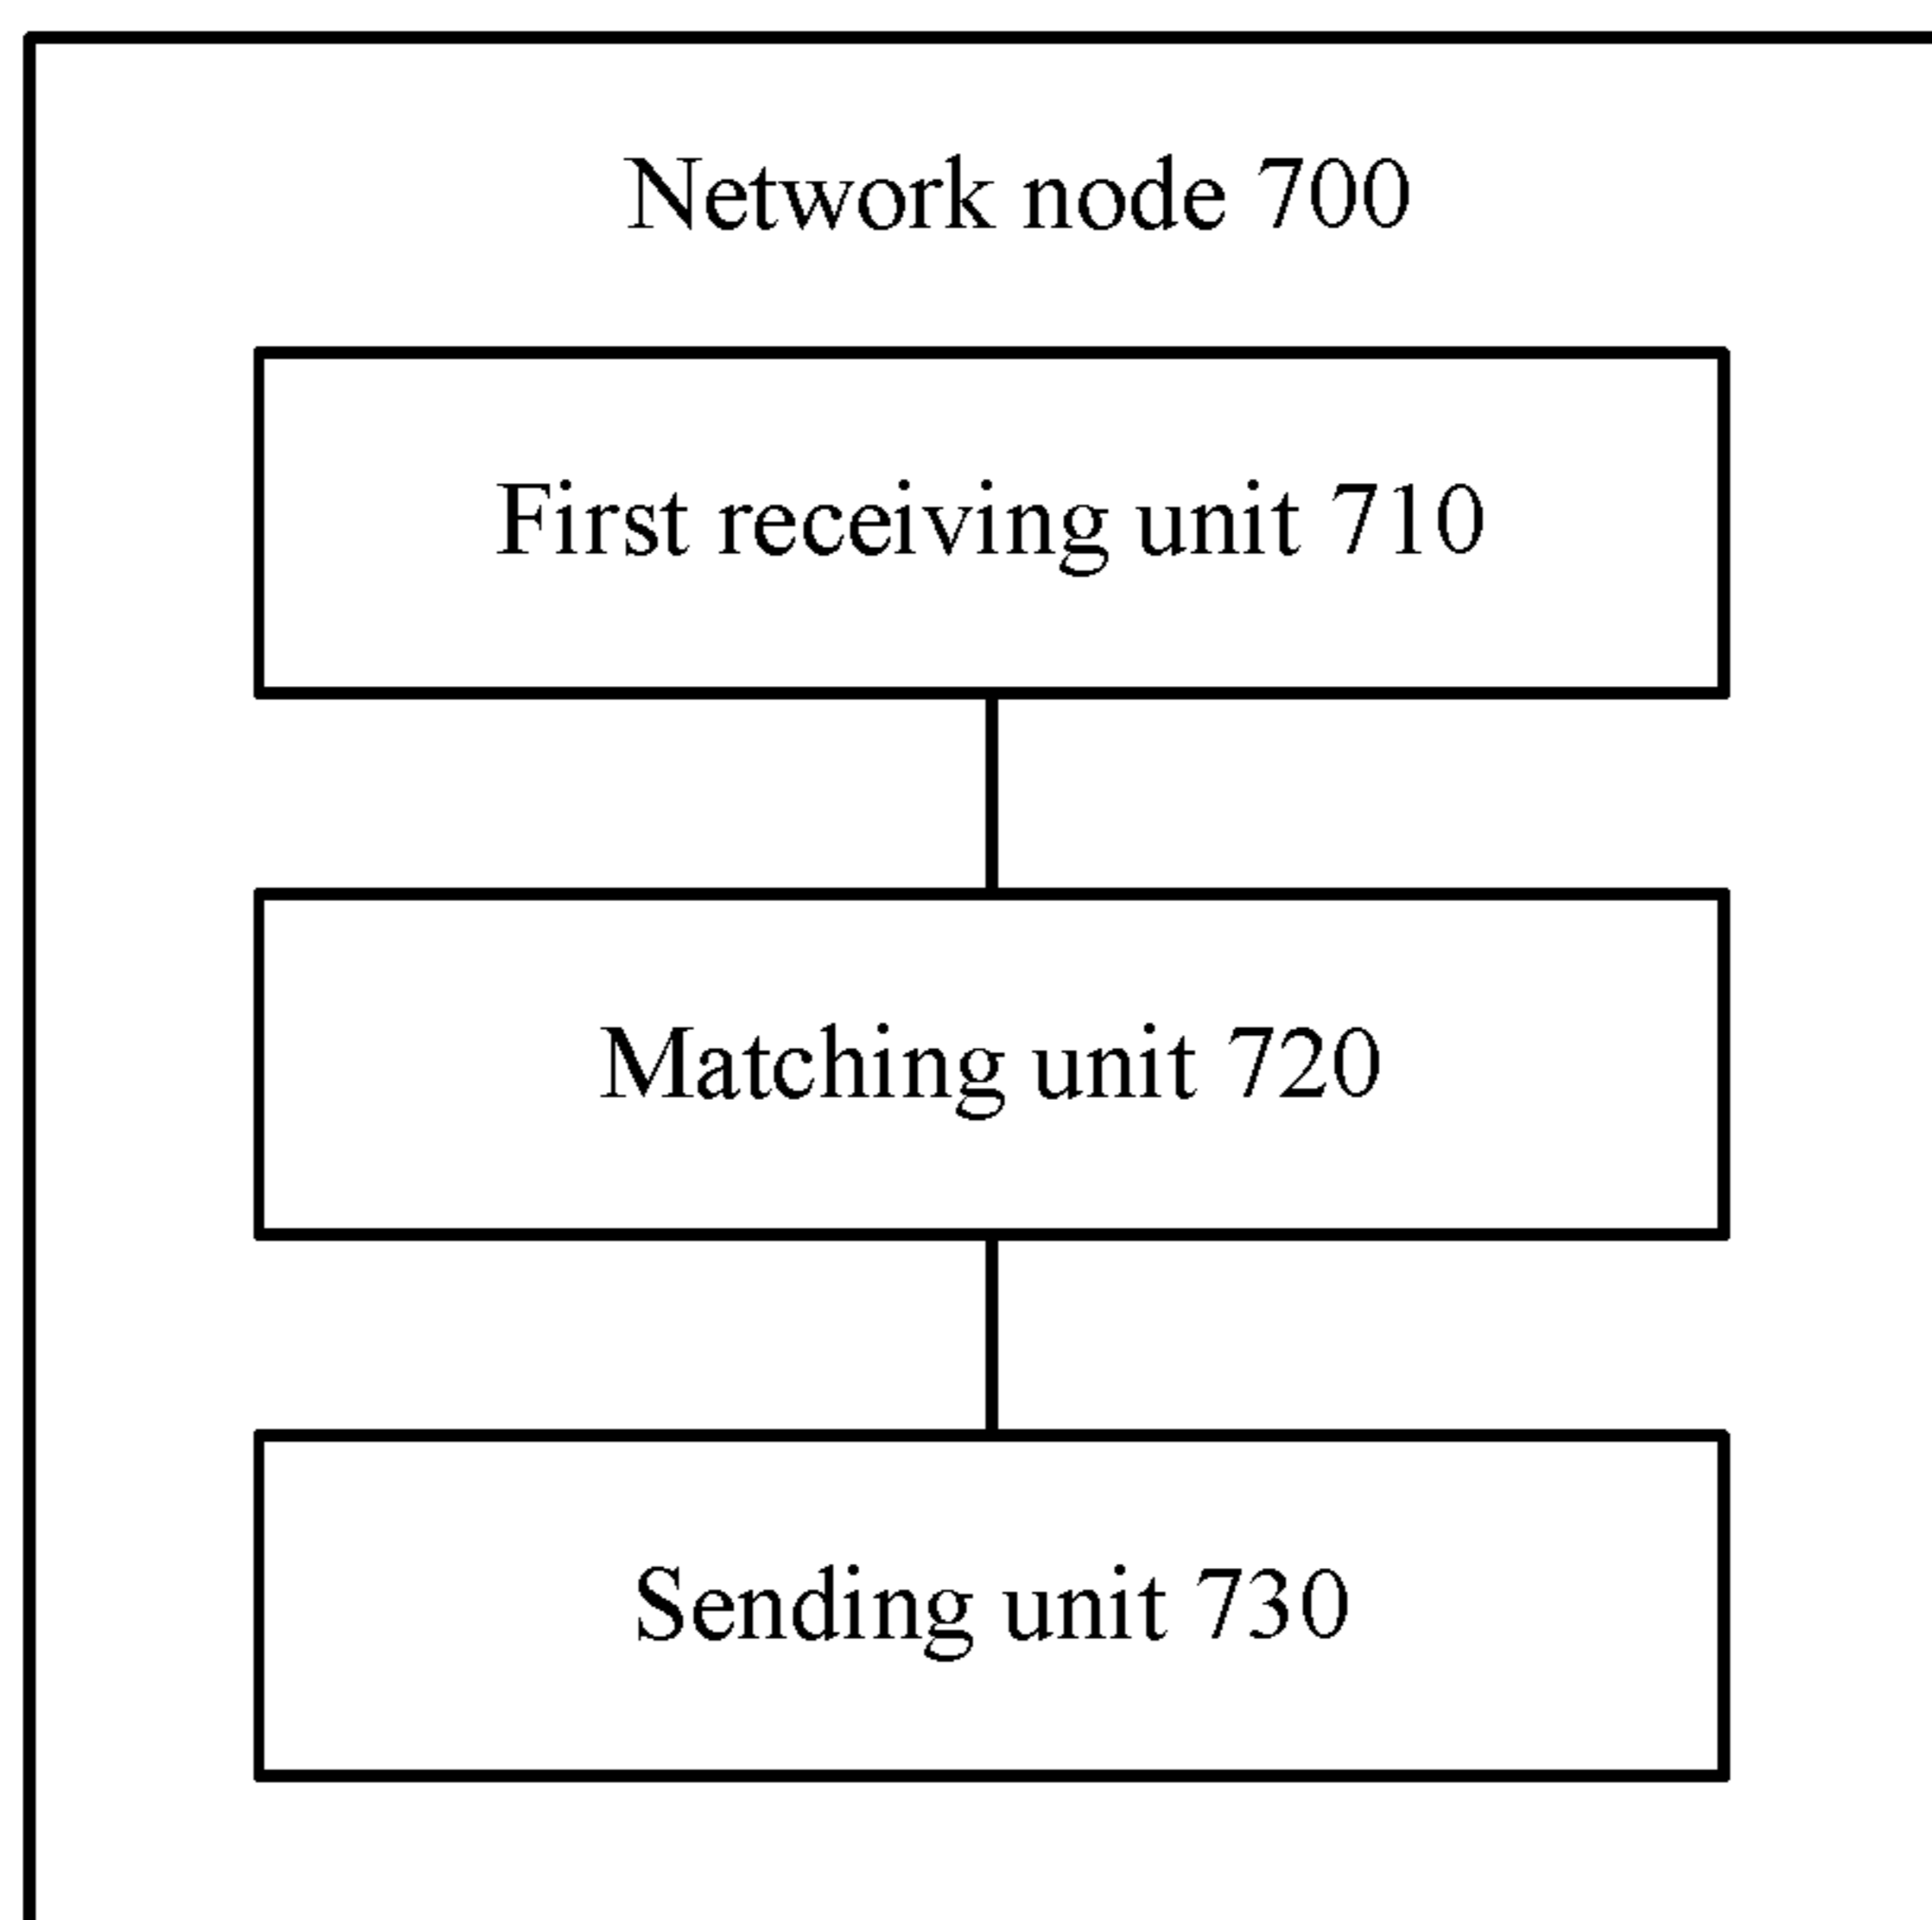 Network node 700
First receiving unit 710
Matching unit 720
Sending unit 730